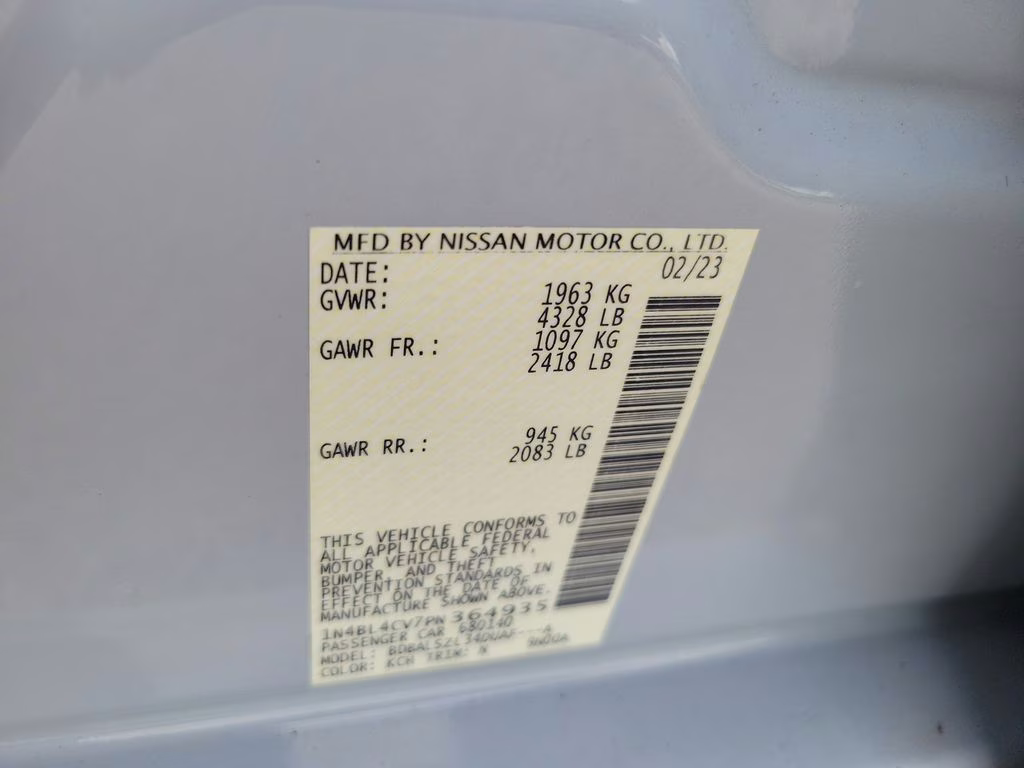 MFD BY NISSAN MOTOR CO., LTD.
DATE: 02/23
GVWR: 1963 KG
4328 LB
GAWR FR.: 1097 KG
2418 LB
GAWR RR.: 945 KG
2083 LB
THIS VEHICLE CONFORMS TO
ALL APPLICABLE FEDERAL
MOTOR VEHICLE SAFETY,
BUMPER, AND THEFT
PREVENTION STANDARDS IN
EFFECT ON THE DATE OF
MANUFACTURE SHOWN ABOVE.
1N4BL4CV7PN364935
PASSENGER CAR 680140
MODEL:
COLOR: KCH TRIM: